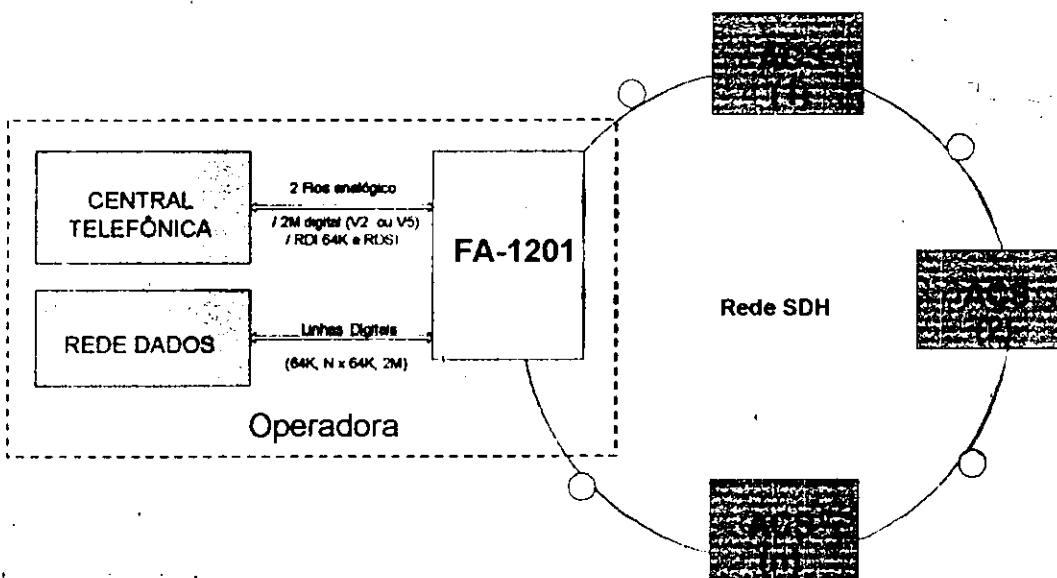 CENTRAL
TELEFÔNICA
2 Fios analógico
/ 2M digital (V2 ou V5)
/ RDI 64K e RDSI
FA-1201
REDE DADOS
Linhas Digitais
(64K, N x 64K, 2M)
Operadora
Rede SDH